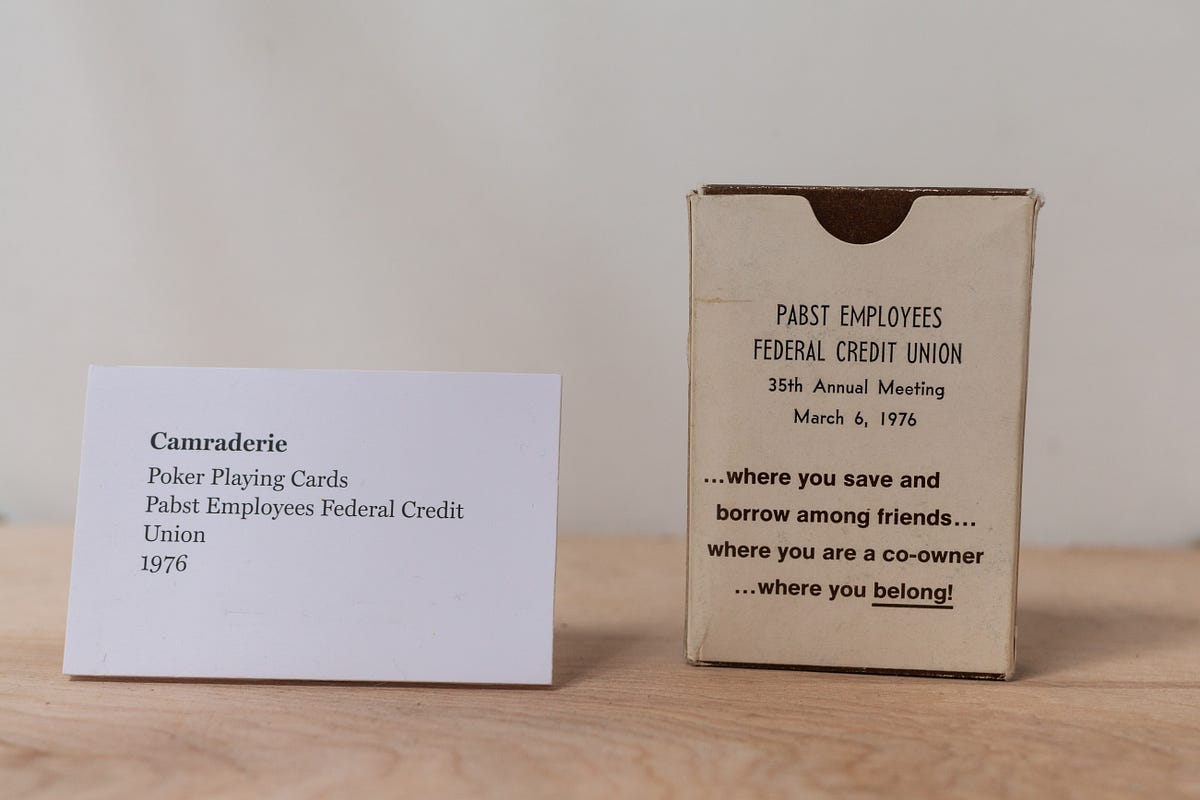 Camraderie
Poker Playing Cards
Pabst Employees Federal Credit
Union
1976
PABST EMPLOYEES
FEDERAL CREDIT UNION
35th Annual Meeting
March 6, 1976
...where you save and
borrow among friends...
where you are a co-owner
...where you belong!